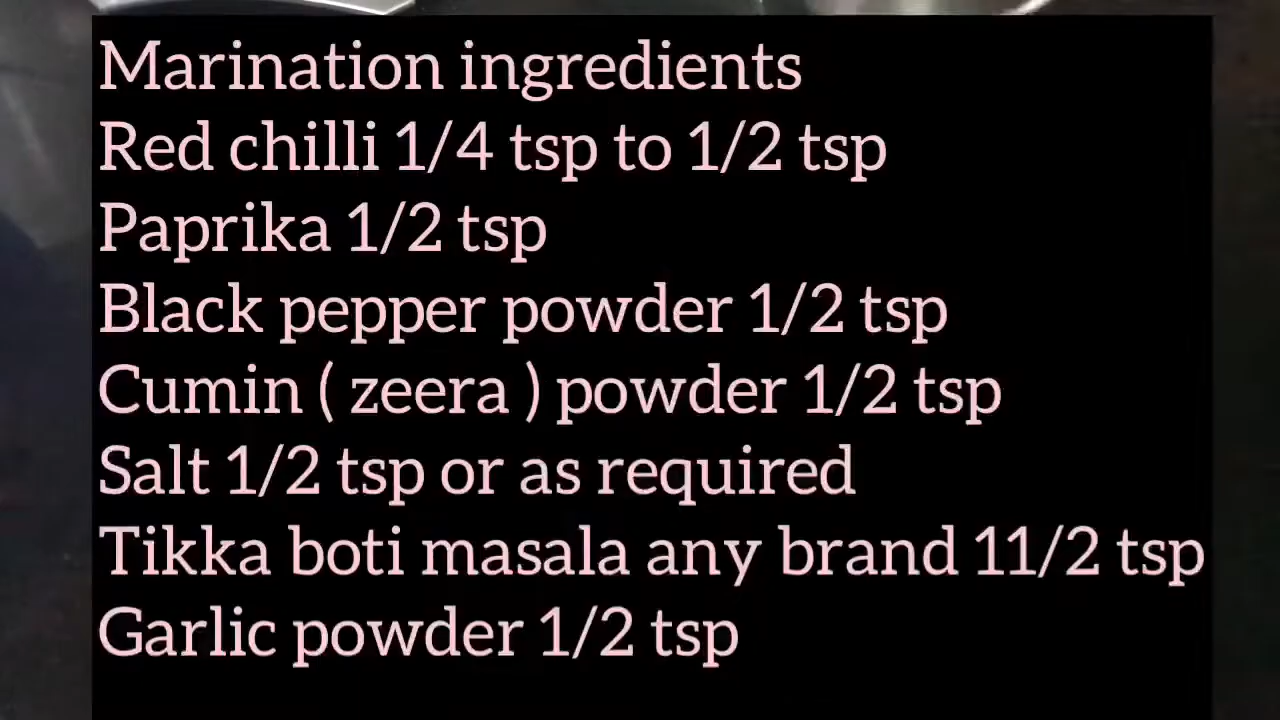 Marination ingredients
Red chilli 1/4 tsp to 1/2 tsp
Paprika 1/2 tsp
Black pepper powder 1/2 tsp
Cumin ( zeera ) powder 1/2 tsp
Salt 1/2 tsp or as required
Tikka boti masala any brand 11/2 tsp
Garlic powder 1/2 tsp